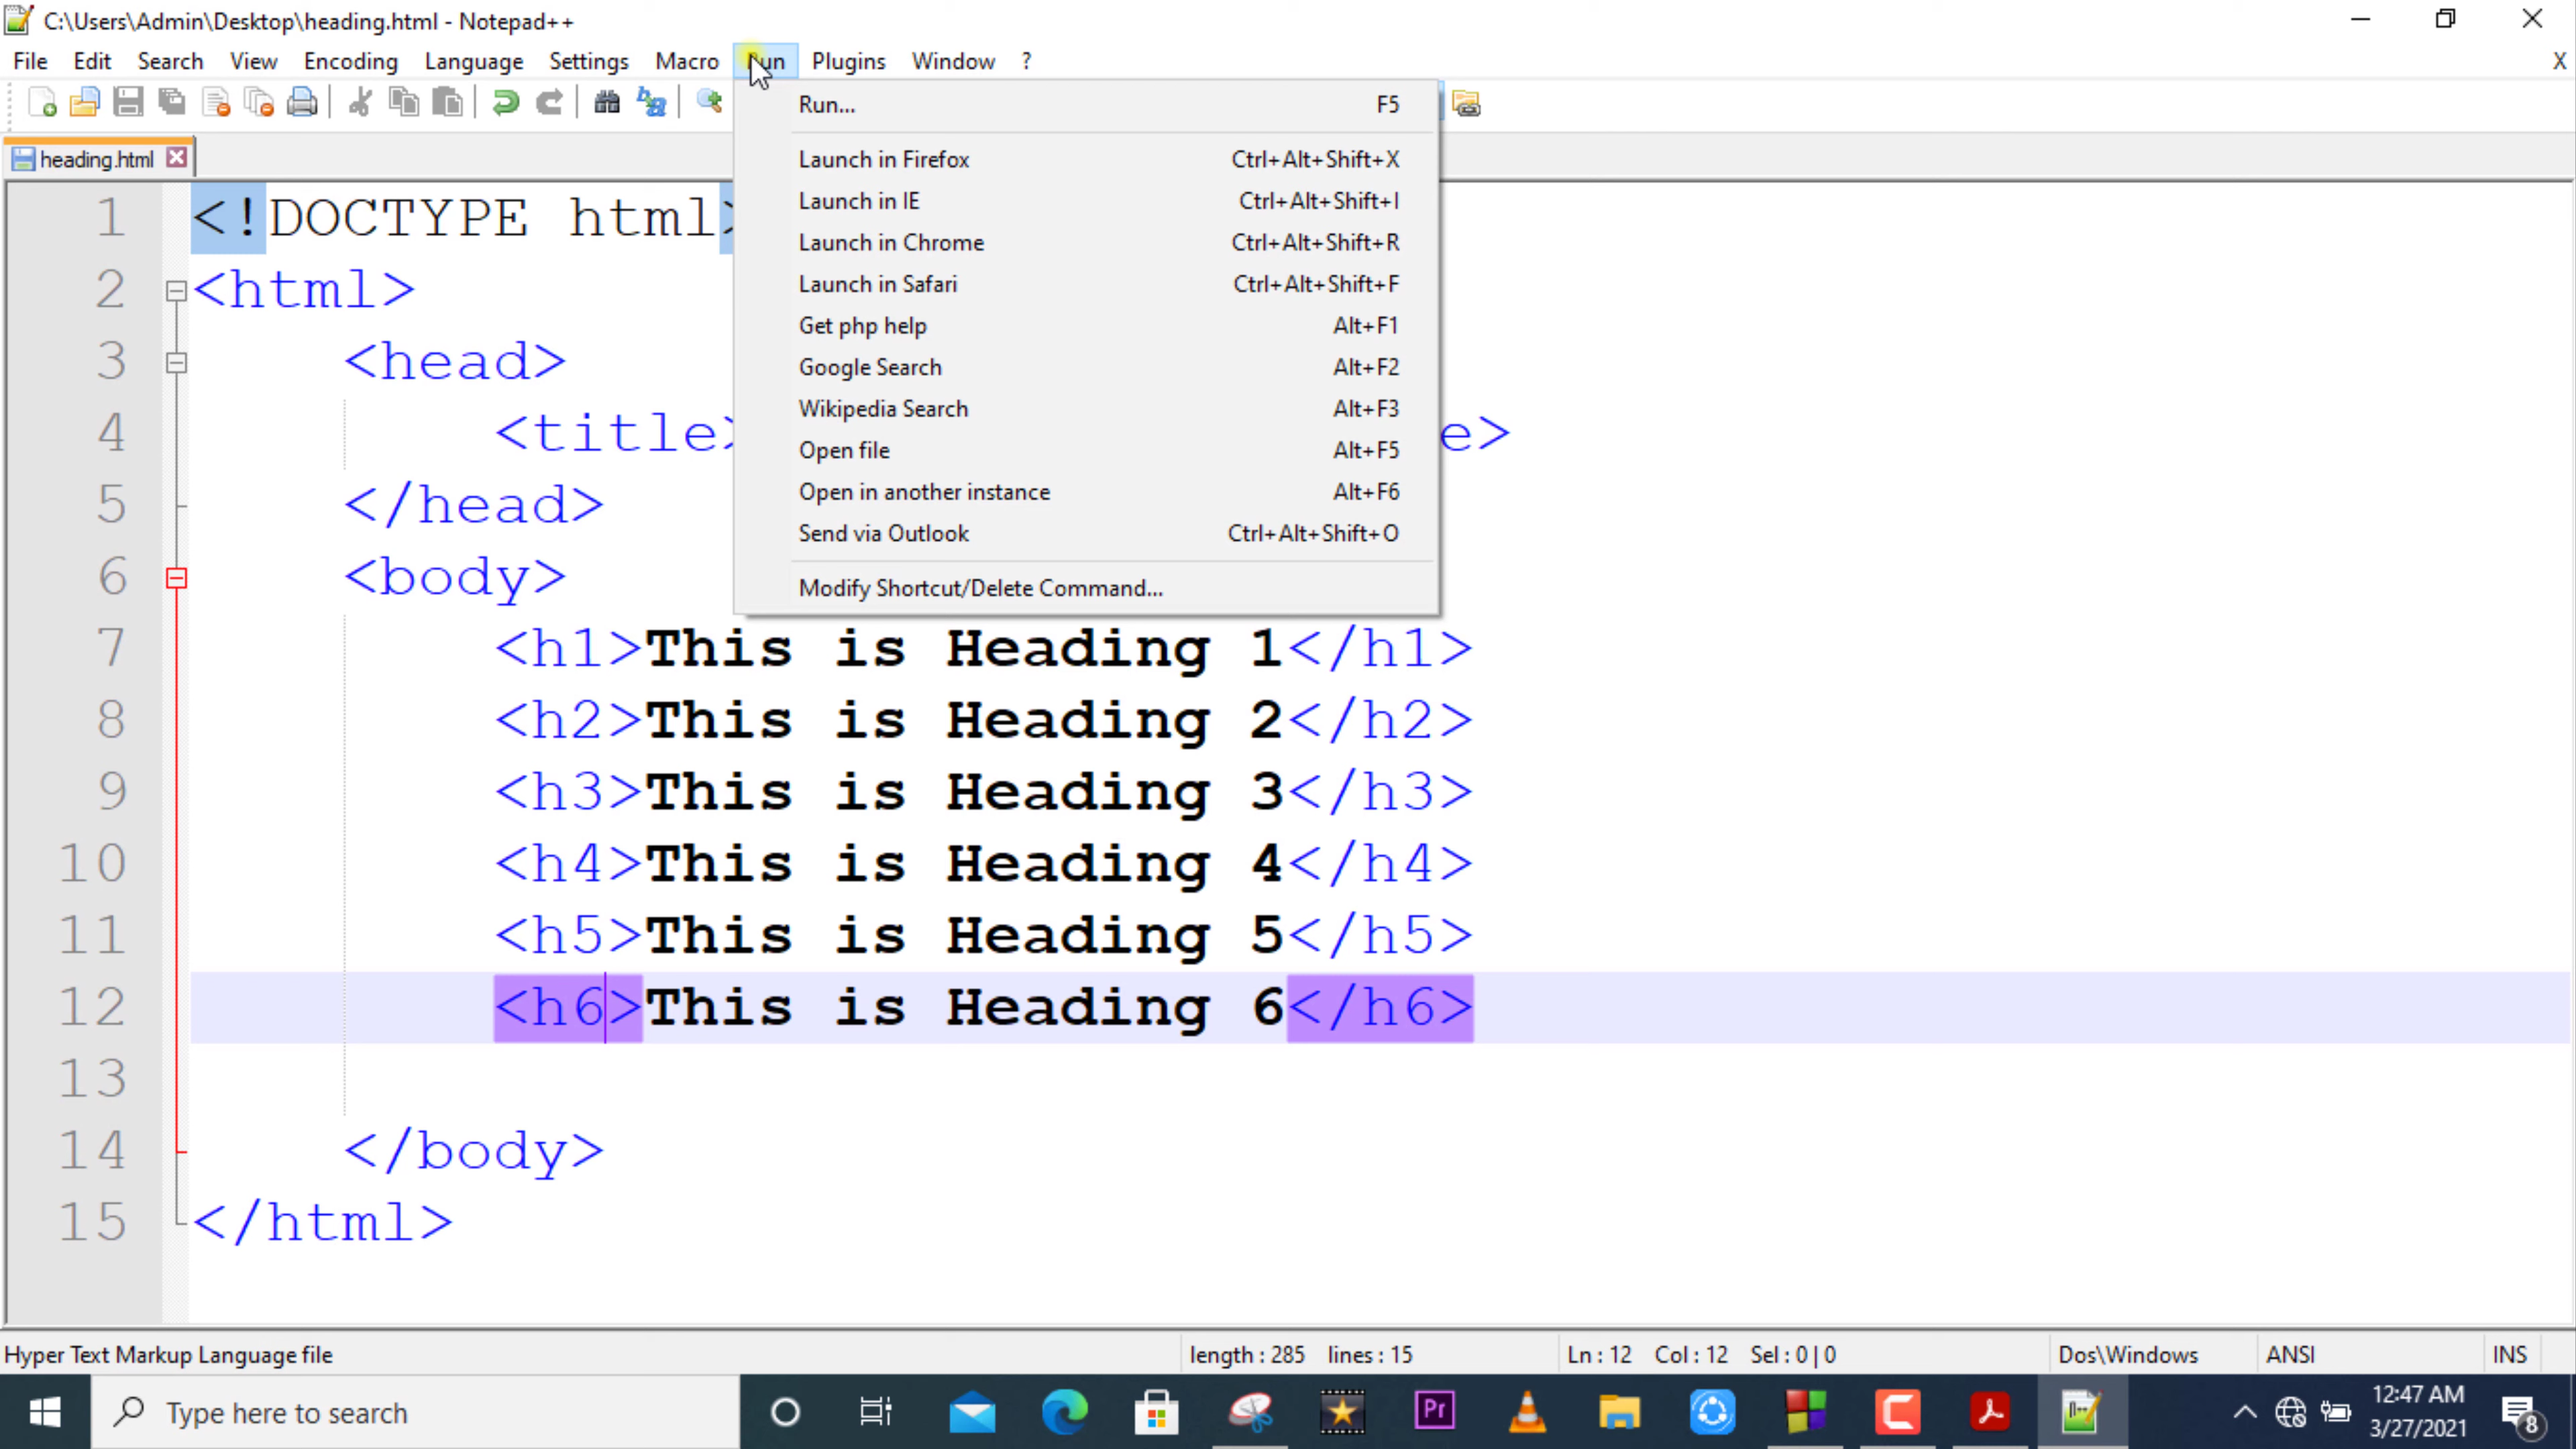 C:\Users\Admin\Desktop\heading.html - Notepad++
File Edit Search View Encoding Language Settings Macro Run Plugins Window ? X
Run... F5
heading.html
Launch in Firefox Ctrl+Alt+Shift+X
Launch in IE Ctrl+Alt+Shift+I
Launch in Chrome Ctrl+Alt+Shift+R
Launch in Safari Ctrl+Alt+Shift+F
Get php help Alt+F1
Google Search Alt+F2
Wikipedia Search Alt+F3
Open file Alt+F5
Open in another instance Alt+F6
Send via Outlook Ctrl+Alt+Shift+O
Modify Shortcut/Delete Command...
1 <!DOCTYPE html>
2 <html>
3 <head>
4 <title> e>
5 </head>
6 <body>
7 <h1>This is Heading 1</h1>
8 <h2>This is Heading 2</h2>
9 <h3>This is Heading 3</h3>
10 <h4>This is Heading 4</h4>
11 <h5>This is Heading 5</h5>
12 <h6>This is Heading 6</h6>
13
14 </body>
15 </html>
Hyper Text Markup Language file length : 285 lines : 15 Ln : 12 Col : 12 Sel : 0 | 0 Dos\Windows ANSI INS
Type here to search
Pr
12:47 AM
3/27/2021
8